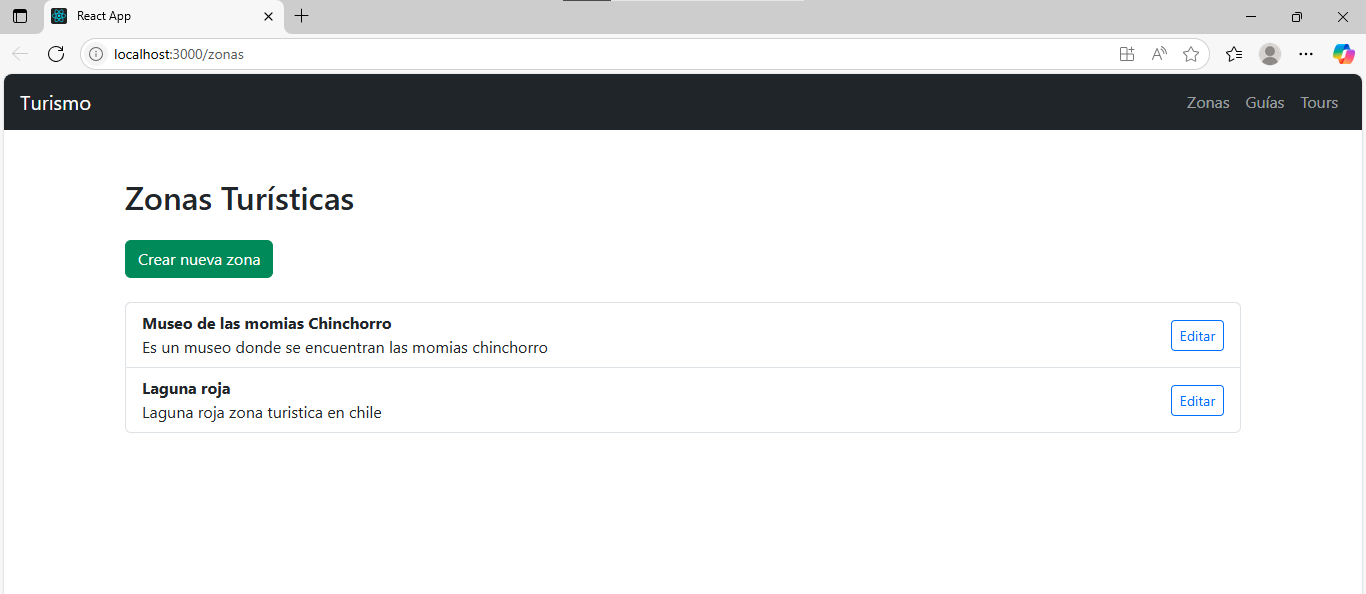 React App
localhost:3000/zonas
Turismo
Zonas Guías Tours
Zonas Turísticas
Crear nueva zona
Museo de las momias Chinchorro
Es un museo donde se encuentran las momias chinchorro
Editar
Laguna roja
Laguna roja zona turistica en chile
Editar